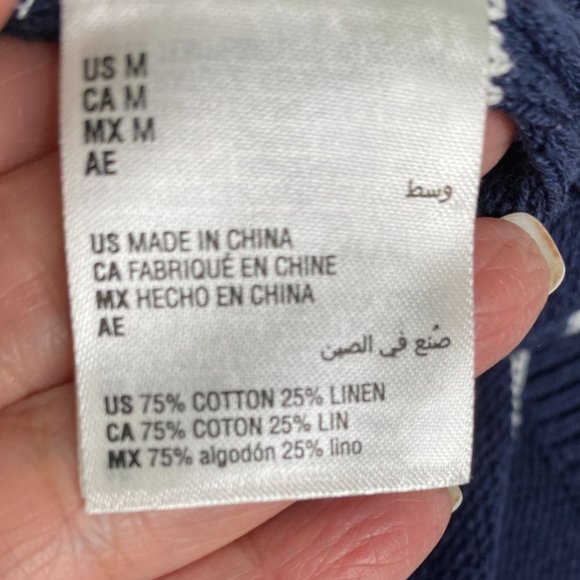 US M
CA M
MX M
AE
وسط
US MADE IN CHINA
CA FABRIQUÉ EN CHINE
MX HECHO EN CHINA
AE
صُنع في الصين
US 75% COTTON 25% LINEN
CA 75% COTON 25% LIN
MX 75% algodón 25% lino